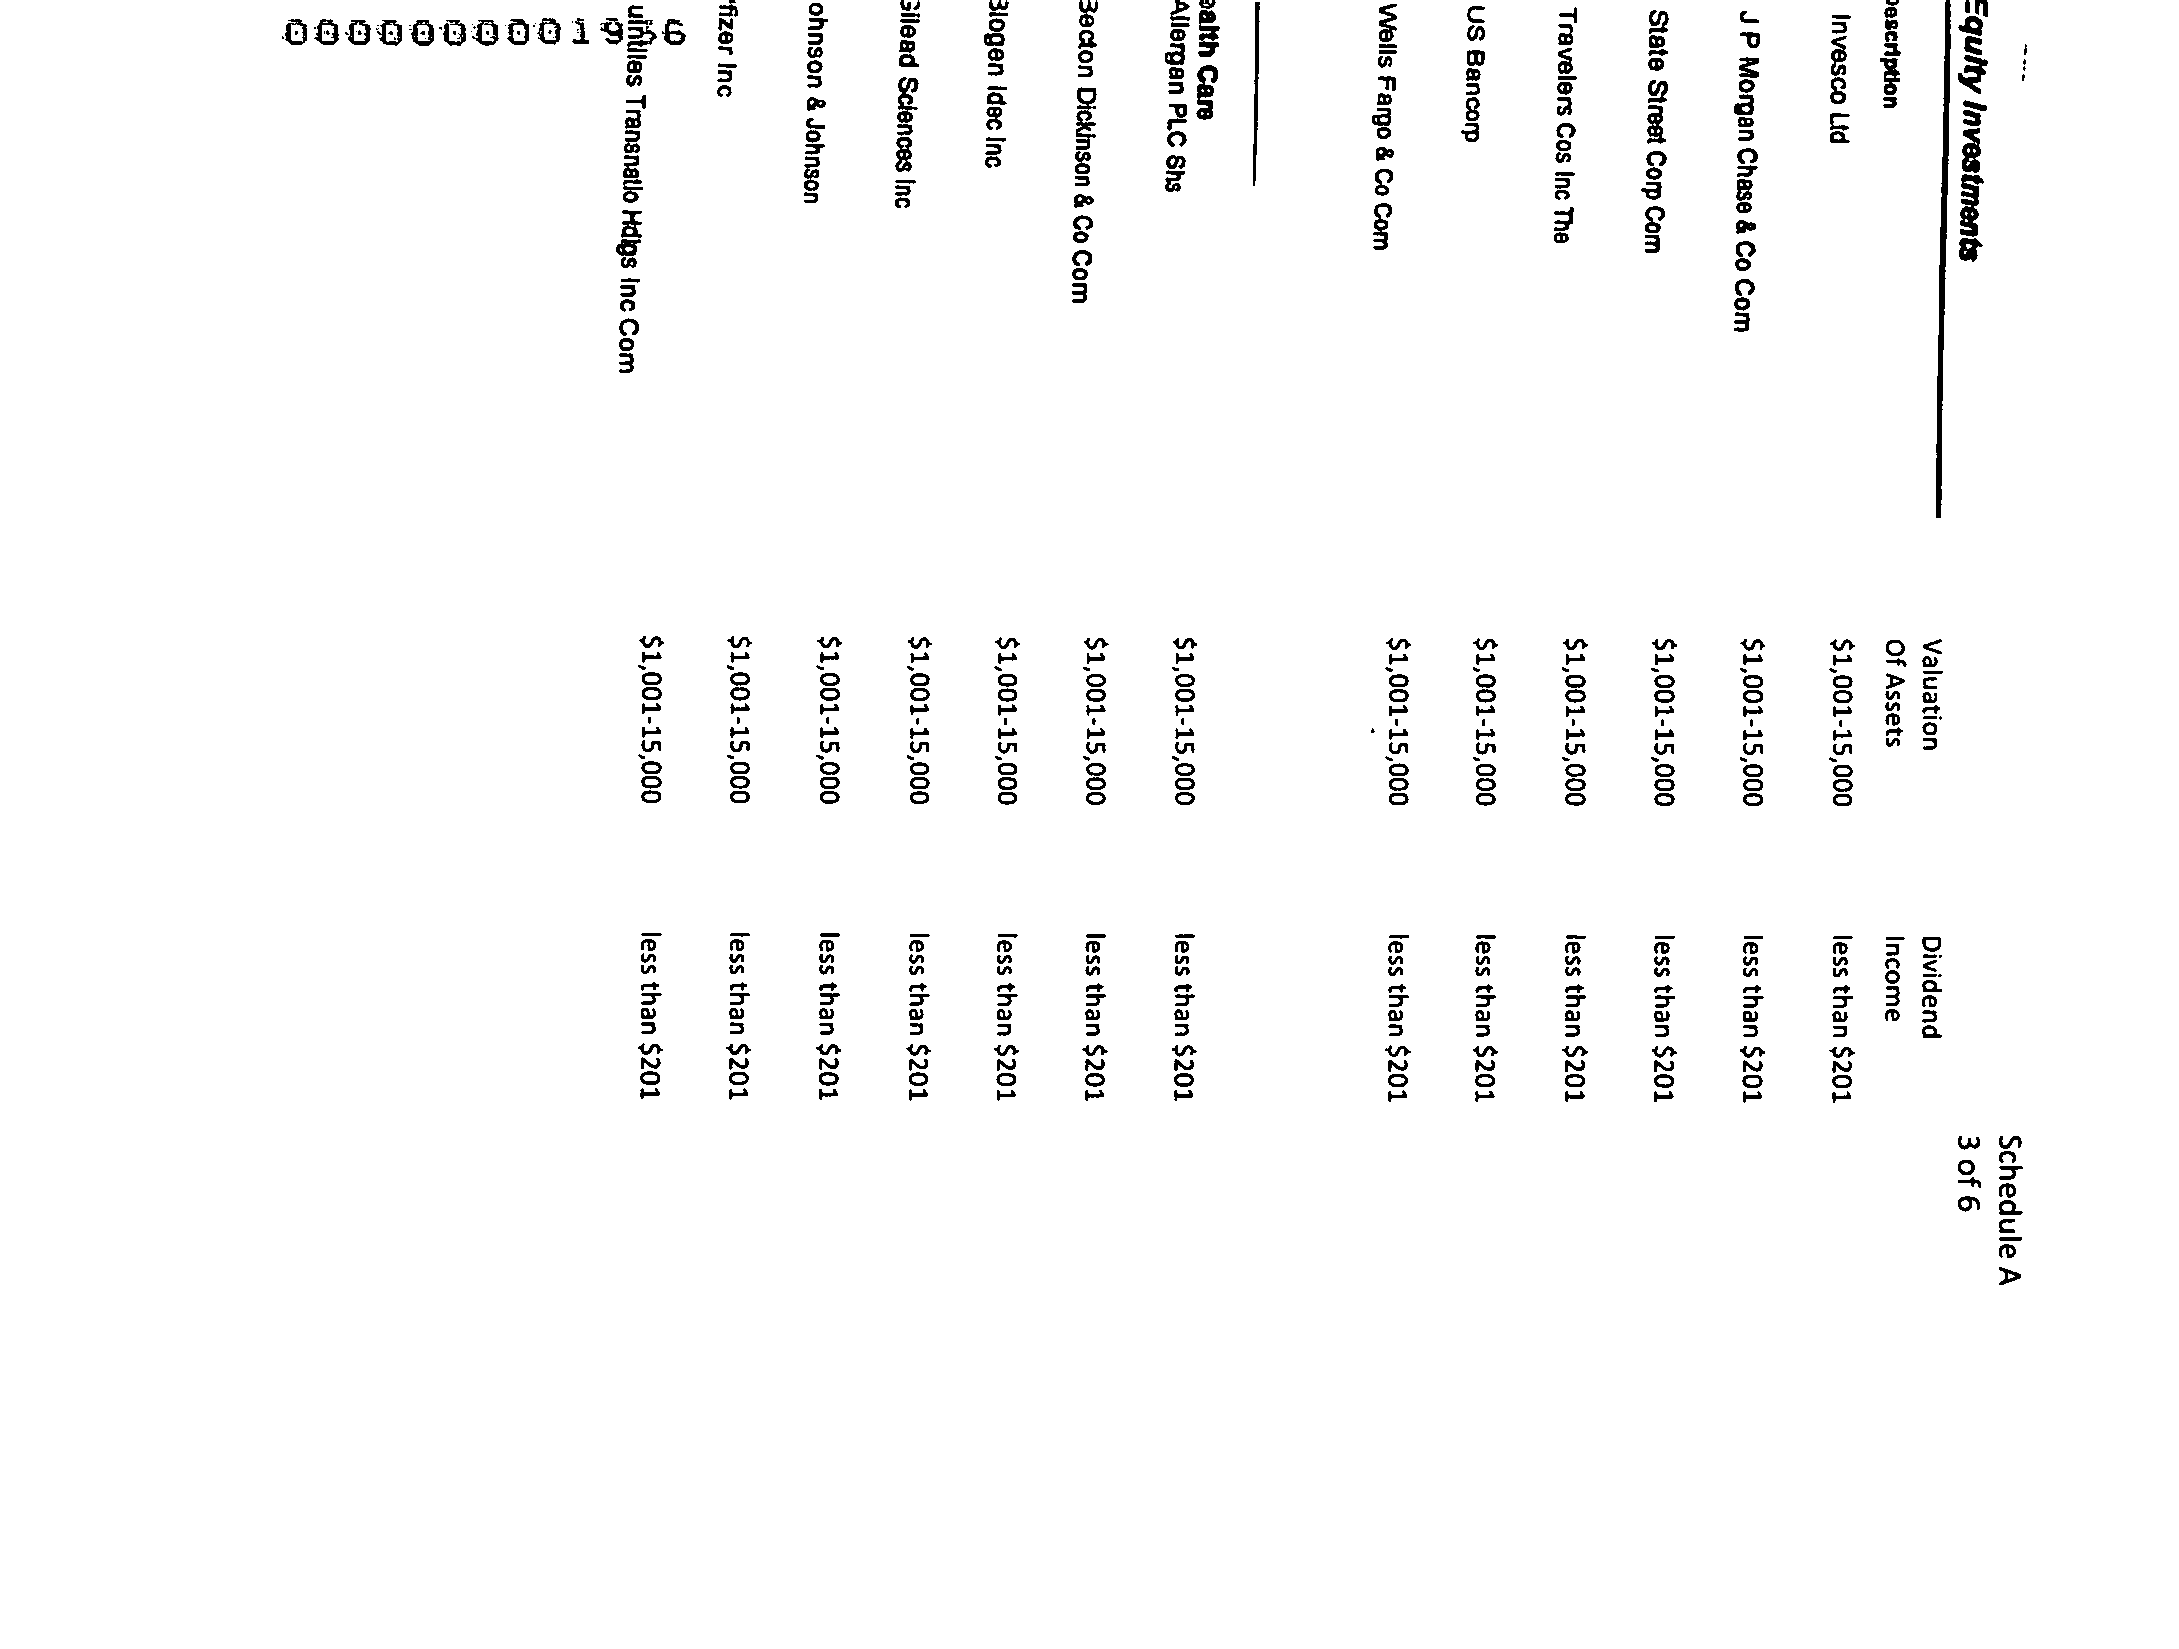 Schedule A
3 of 6
Equity Investments
Valuation Dividend
escription Of Assets Income
Invesco Ltd $1,001-15,000 less than $201
J P Morgan Chase & Co Com $1,001-15,000 less than $201
State Street Corp Com $1,001-15,000 less than $201
Travelers Cos Inc The $1,001-15,000 less than $201
US Bancorp $1,001-15,000 less than $201
Wells Fargo & Co Com $1,001-15,000 less than $201
ealth Care
Allergan PLC Shs $1,001-15,000 less than $201
Becton Dickinson & Co Com $1,001-15,000 less than $201
Biogen Idec Inc $1,001-15,000 less than $201
Gilead Sciences Inc $1,001-15,000 less than $201
ohnson & Johnson $1,001-15,000 less than $201
fizer Inc $1,001-15,000 less than $201
uintiles Transnatio Hdlgs Inc Com $1,001-15,000 less than $201